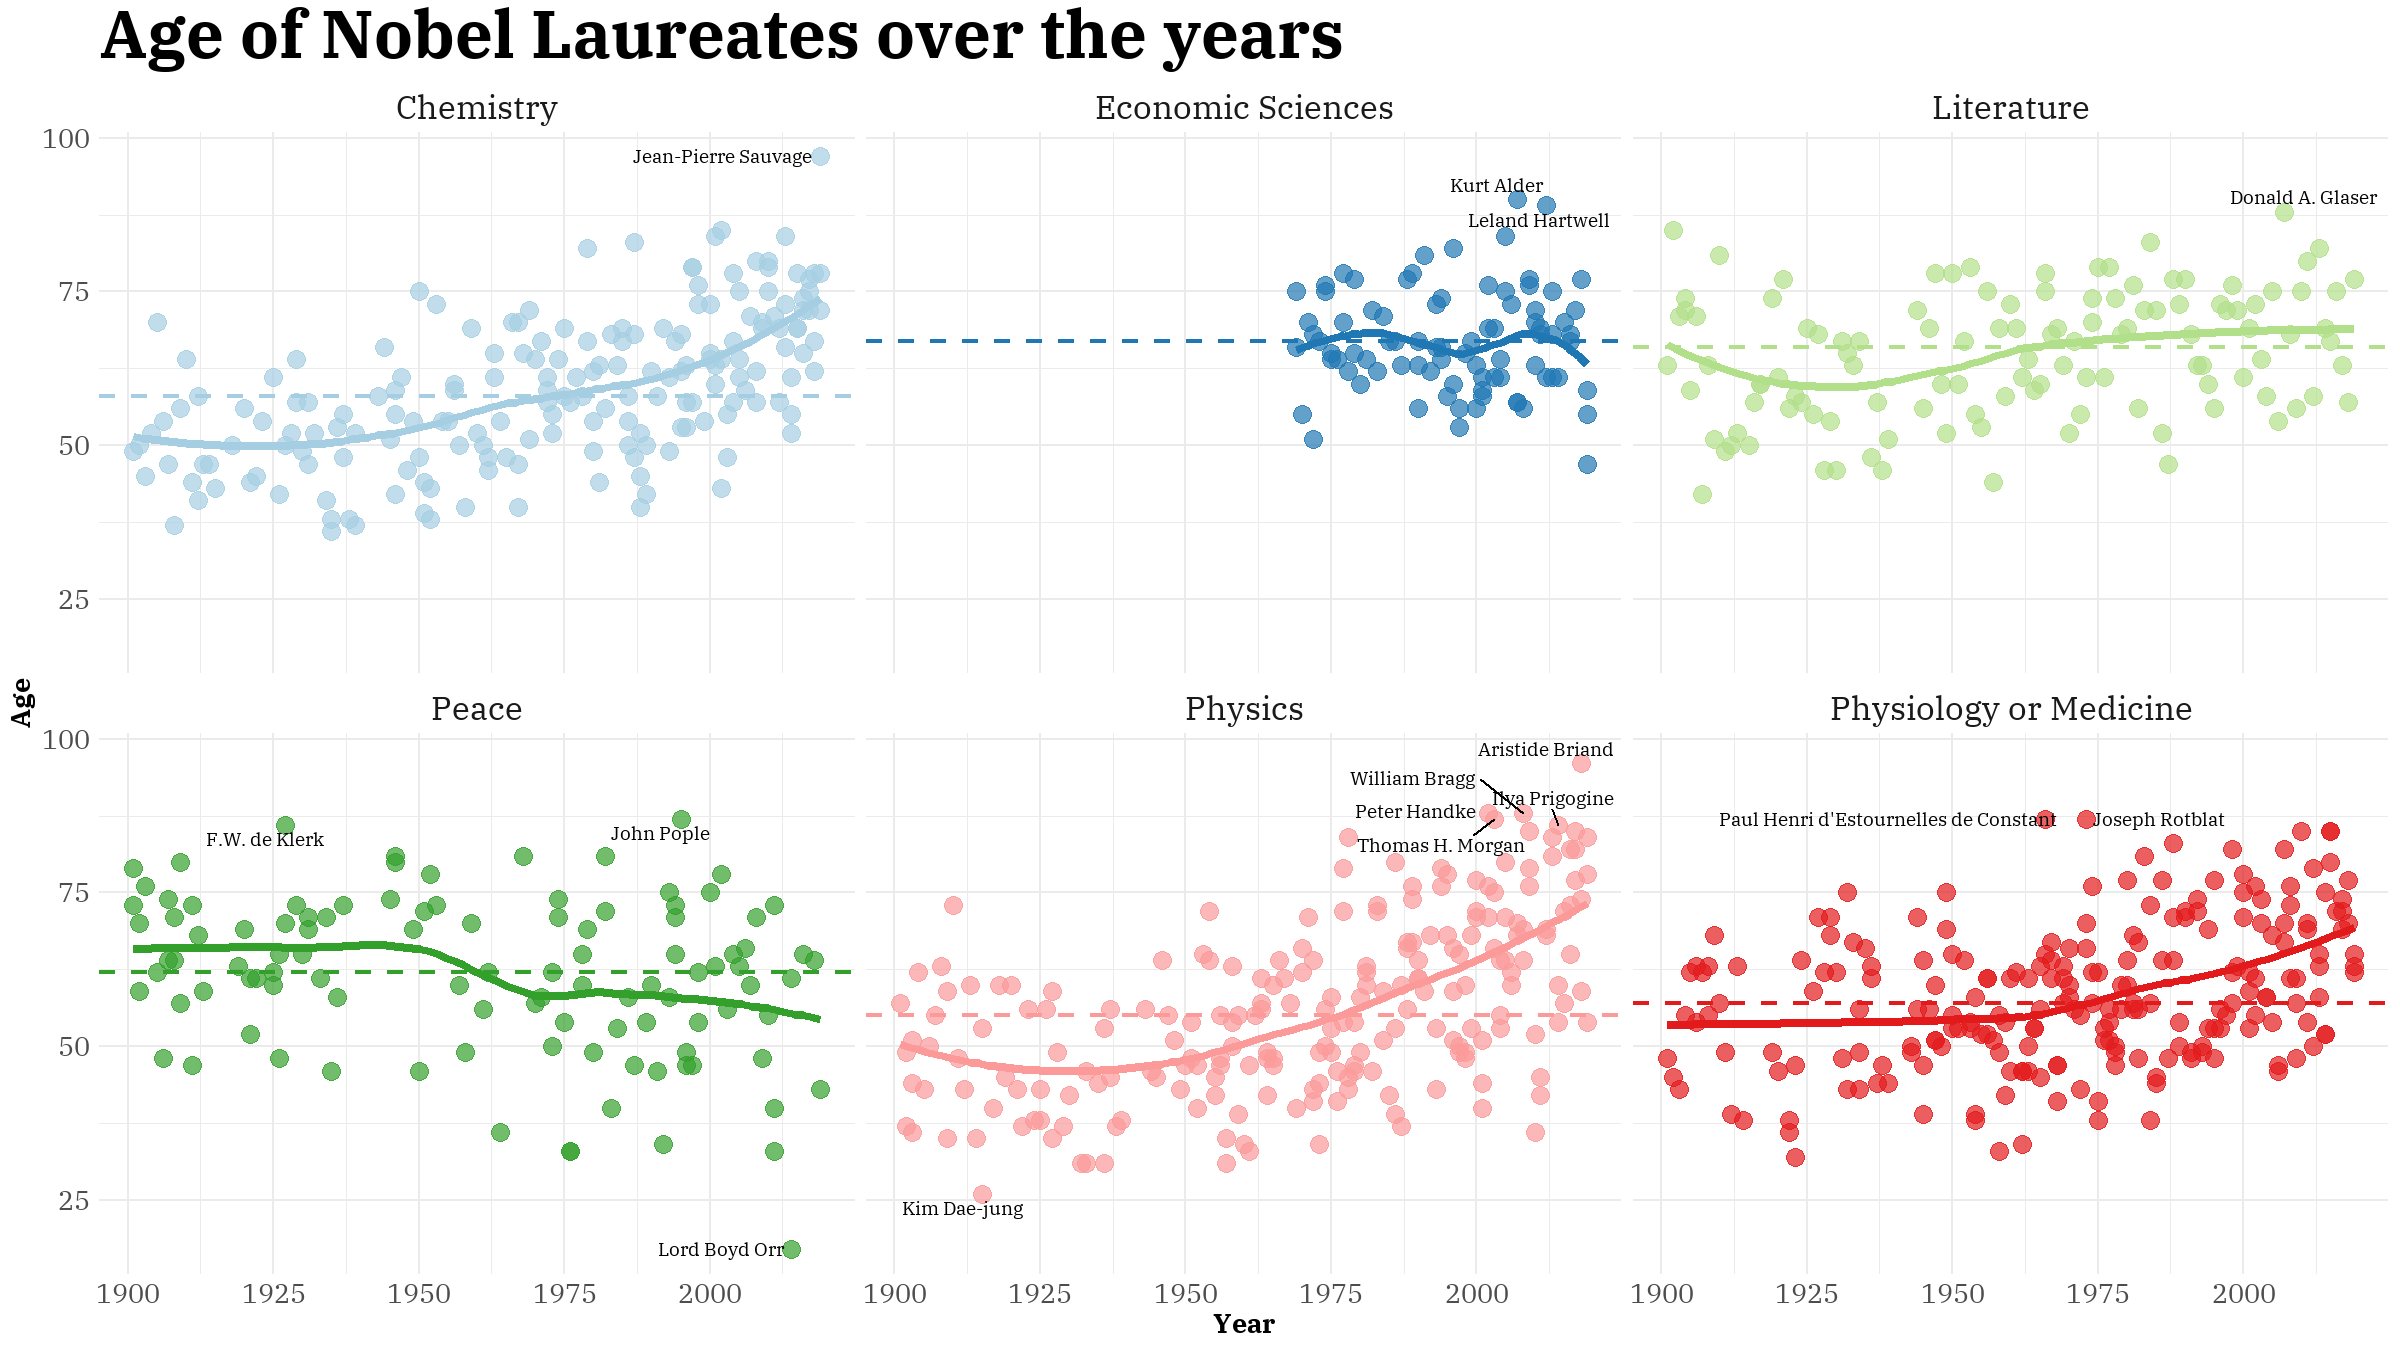 Age of Nobel Laureates over the years
Chemistry
Economic Sciences
Literature
100
75
50
25
Jean-Pierre Sauvage
Kurt Alder
Leland Hartwell
Donald A. Glaser
Age
Peace
Physics
Physiology or Medicine
100
75
50
25
F.W. de Klerk
John Pople
Lord Boyd Orr
Aristide Briand
William Bragg
Ilya Prigogine
Peter Handke
Thomas H. Morgan
Kim Dae-jung
Paul Henri d'Estournelles de Constant
Joseph Rotblat
1900 1925 1950 1975 2000
1900 1925 1950 1975 2000
1900 1925 1950 1975 2000
Year